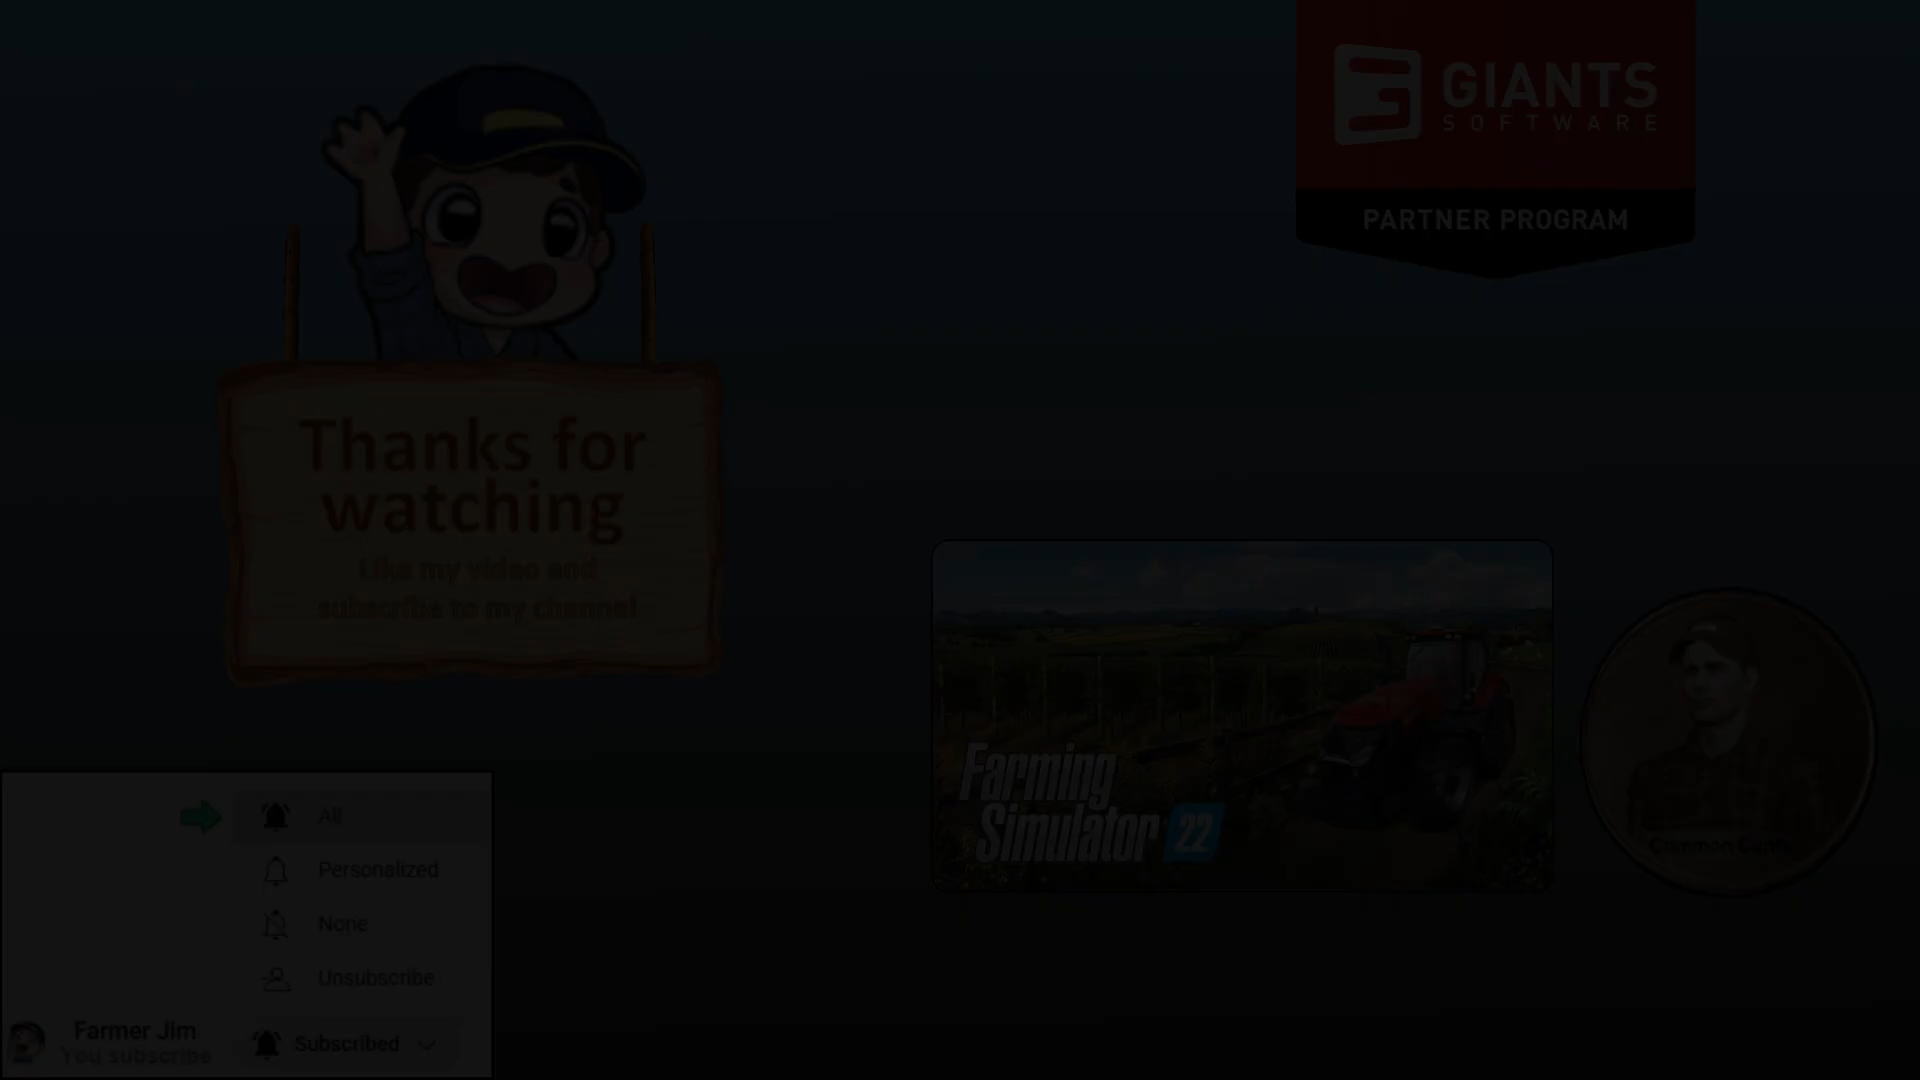 GIANTS
SOFTWARE
PARTNER PROGRAM
Thanks for
watching
Like my video and
subscribe to my channel
Farming
Simulator 22
All
Personalized
None
Unsubscribe
Farmer Jim
You subscribe
Subscribed